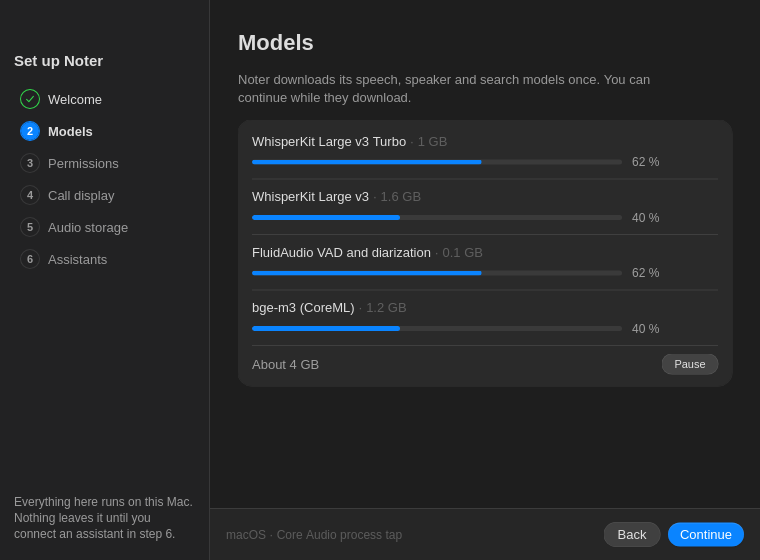 Set up Noter
Welcome
2 Models
3 Permissions
4 Call display
5 Audio storage
6 Assistants
Everything here runs on this Mac.
Nothing leaves it until you
connect an assistant in step 6.
Models
Noter downloads its speech, speaker and search models once. You can
continue while they download.
WhisperKit Large v3 Turbo · 1 GB
62 %
WhisperKit Large v3 · 1.6 GB
40 %
FluidAudio VAD and diarization · 0.1 GB
62 %
bge-m3 (CoreML) · 1.2 GB
40 %
About 4 GB Pause
macOS · Core Audio process tap Back Continue